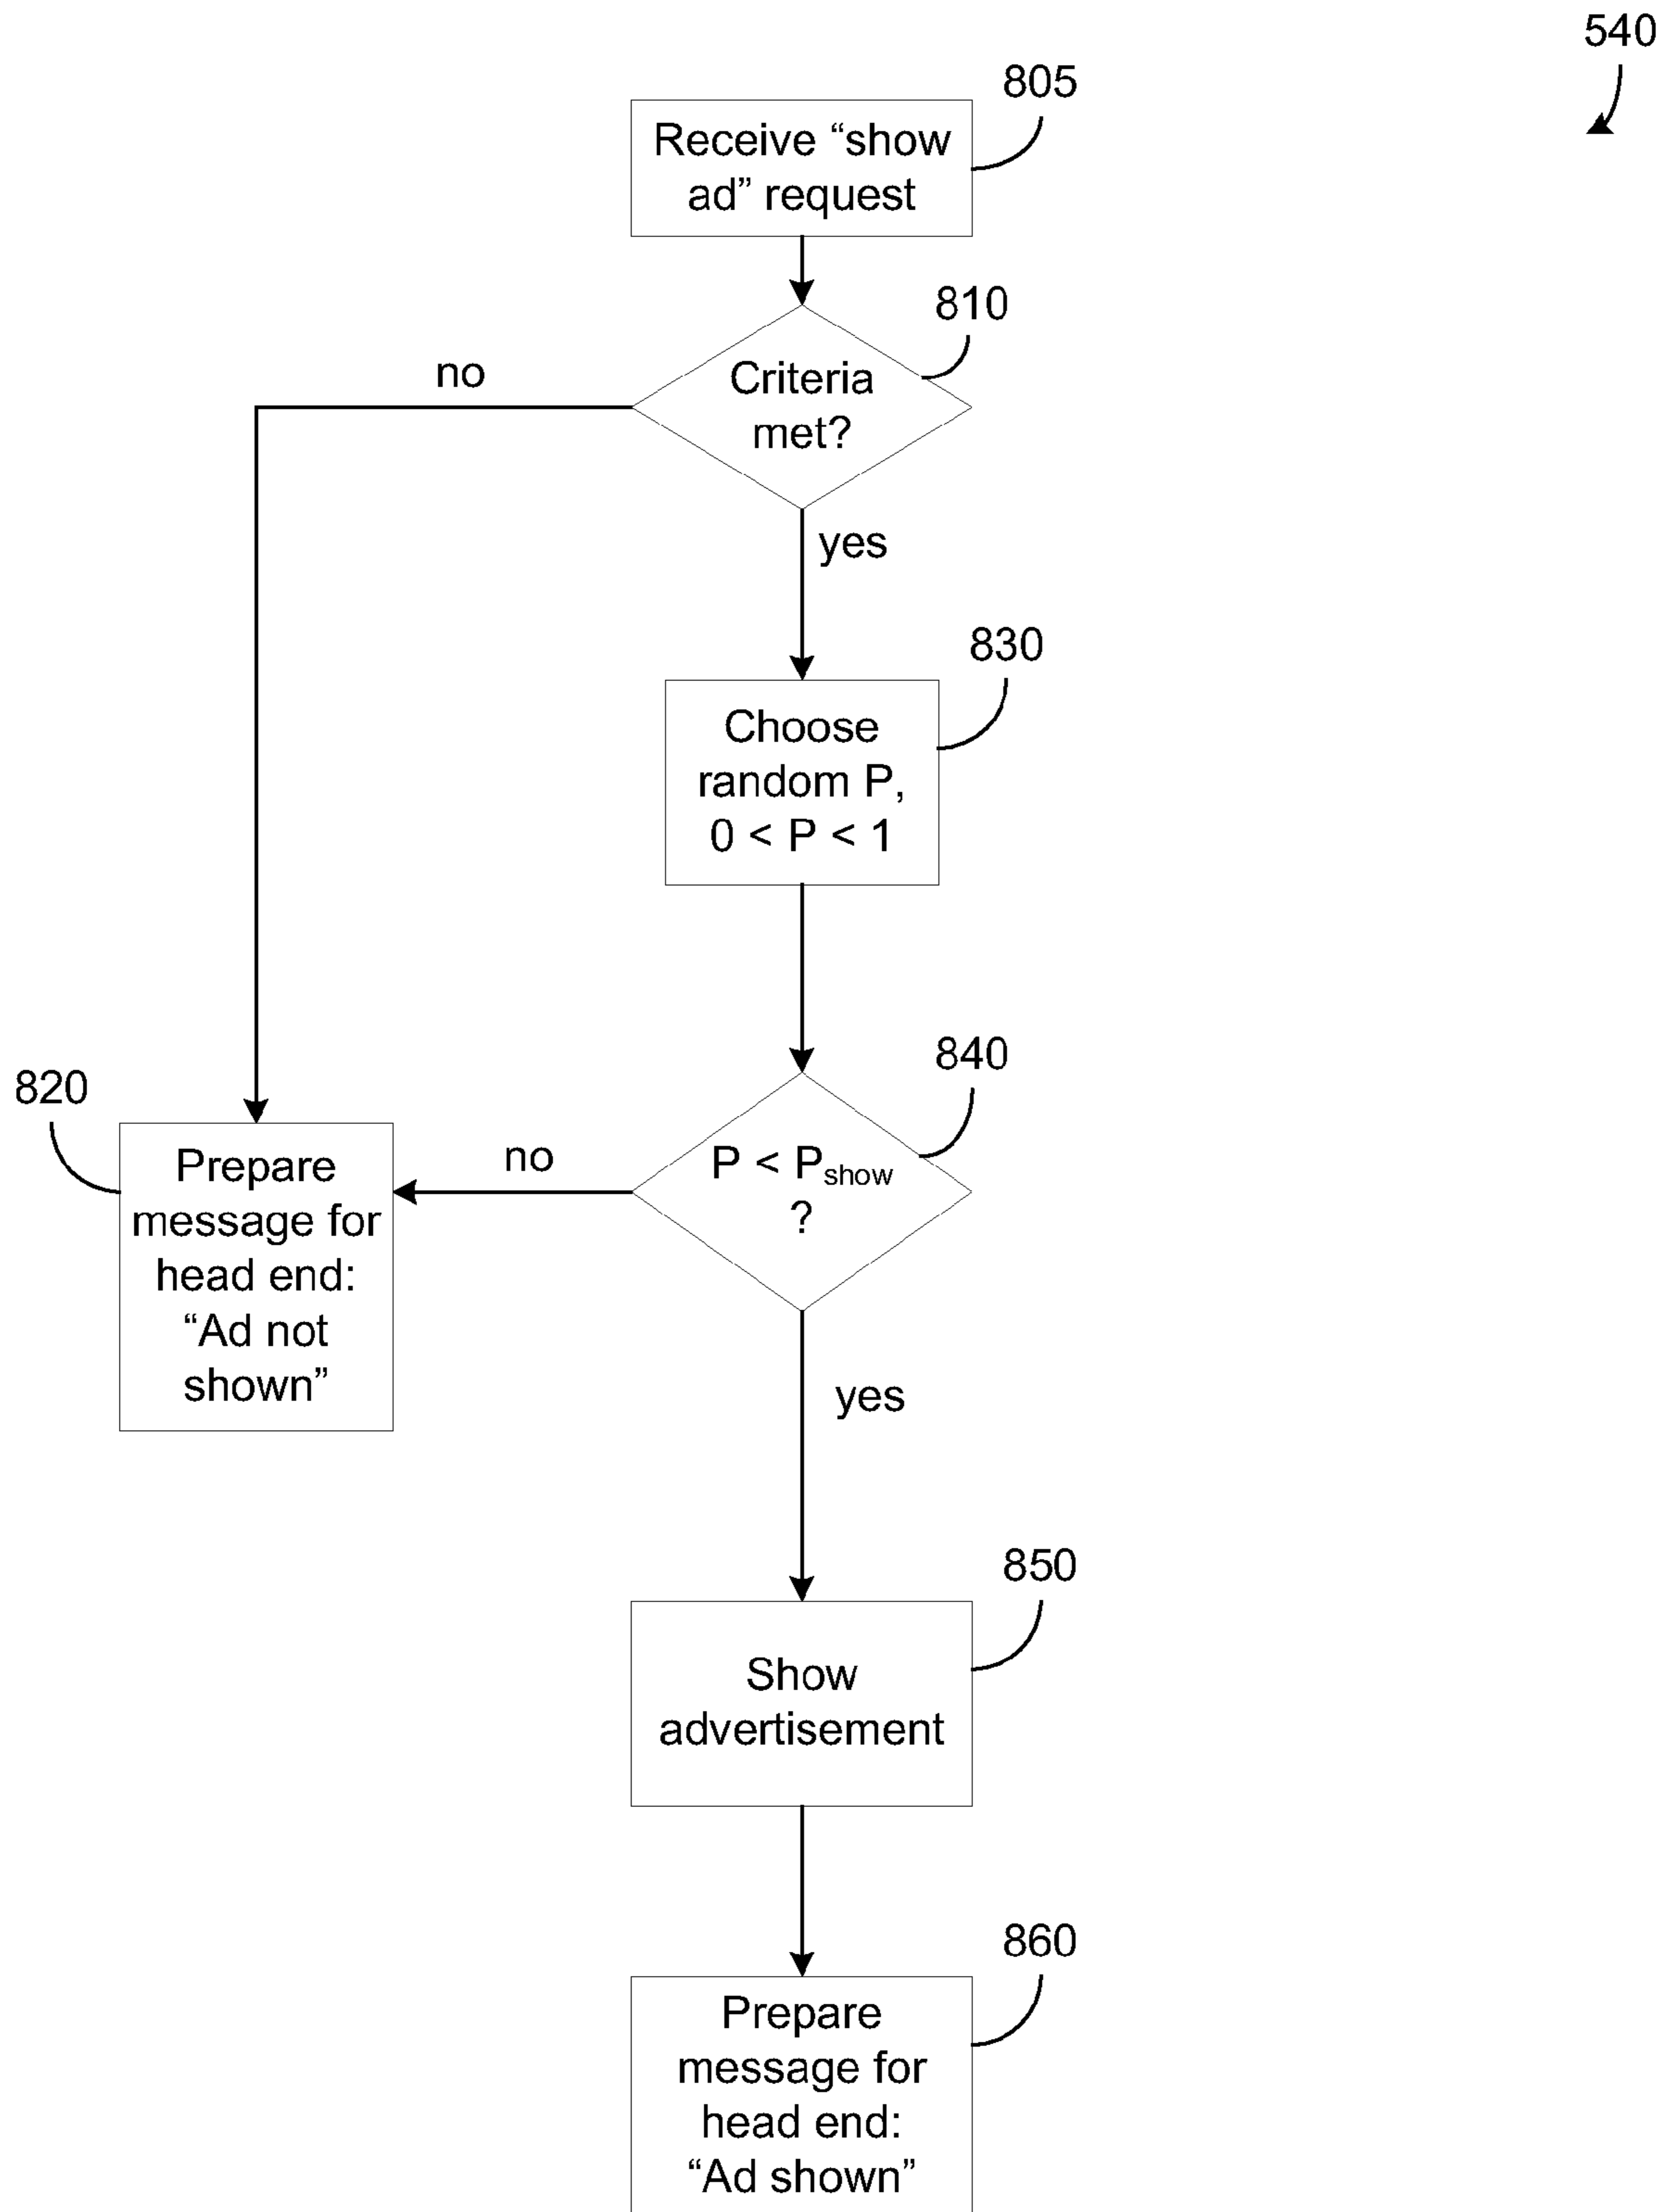 540
805
Receive “show
ad” request
810
Criteria
met?
no
yes
830
Choose
random P,
0 < P < 1
840
P < Pshow
?
no
820
Prepare
message for
head end:
“Ad not
shown”
yes
850
Show
advertisement
860
Prepare
message for
head end:
“Ad shown”